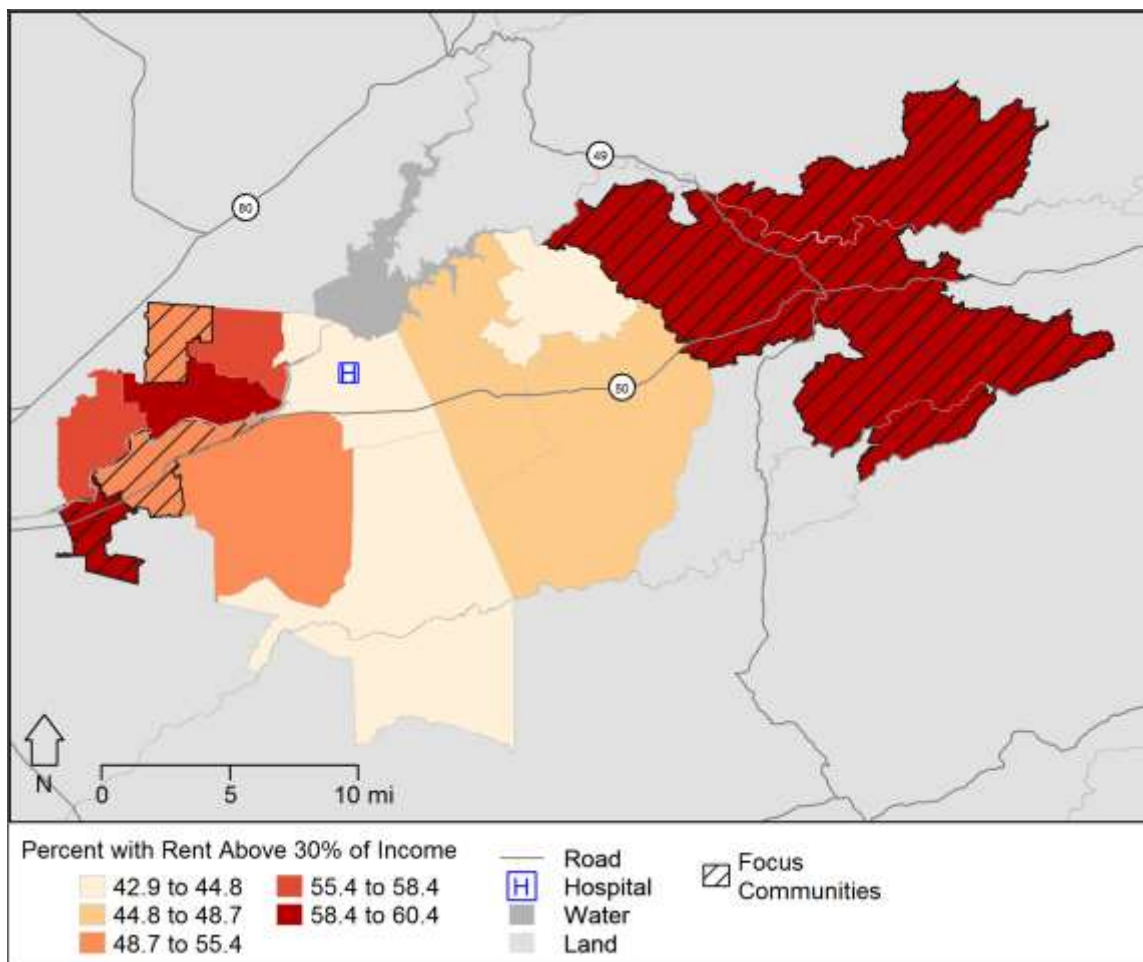 49
80
H
50
N
0 5 10 mi
Percent with Rent Above 30% of Income
42.9 to 44.8
44.8 to 48.7
48.7 to 55.4
55.4 to 58.4
58.4 to 60.4
Road
H Hospital
Water
Land
Focus
Communities